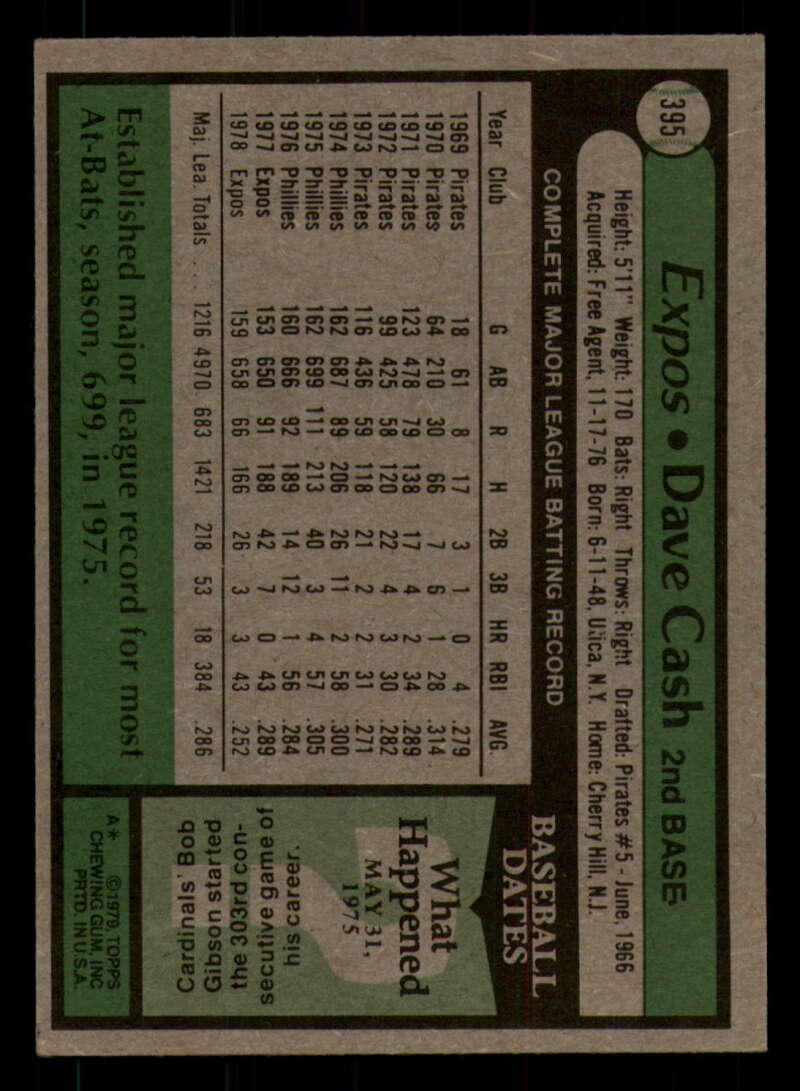 395
Expos • Dave Cash 2nd BASE
Height: 5'11" Weight: 170 Bats: Right Throws: Right Drafted: Pirates #5 - June, 1966
Acquired: Free Agent, 11-17-76 Born: 6-11-48, Utica, N.Y. Home: Cherry Hill, N.J.
COMPLETE MAJOR LEAGUE BATTING RECORD
Year Club G AB R H 2B 3B HR RBI AVG.
1969 Pirates 18 61 8 17 3 1 0 4 .279
1970 Pirates 64 210 30 66 7 6 1 28 .314
1971 Pirates 123 478 79 138 17 4 2 34 .289
1972 Pirates 99 425 58 120 22 4 3 30 .282
1973 Pirates 116 436 59 118 21 2 2 31 .271
1974 Phillies 162 687 89 206 26 11 2 58 .300
1975 Phillies 162 699 111 213 40 3 4 57 .305
1976 Phillies 160 666 92 189 14 12 1 56 .284
1977 Expos 153 650 91 188 42 7 0 43 .289
1978 Expos 159 658 66 166 26 3 3 43 .252
Maj. Lea. Totals . . . 1216 4970 683 1421 218 53 18 384 .286
Established major league record for most
At-Bats, season, 699, in 1975.
BASEBALL
DATES
What
Happened
MAY 31,
1975
Cardinals' Bob
Gibson started
the 303rd con-
secutive game of
his career.
A* ©1979, TOPPS
CHEWING GUM, INC
PRTD. IN U.S.A.